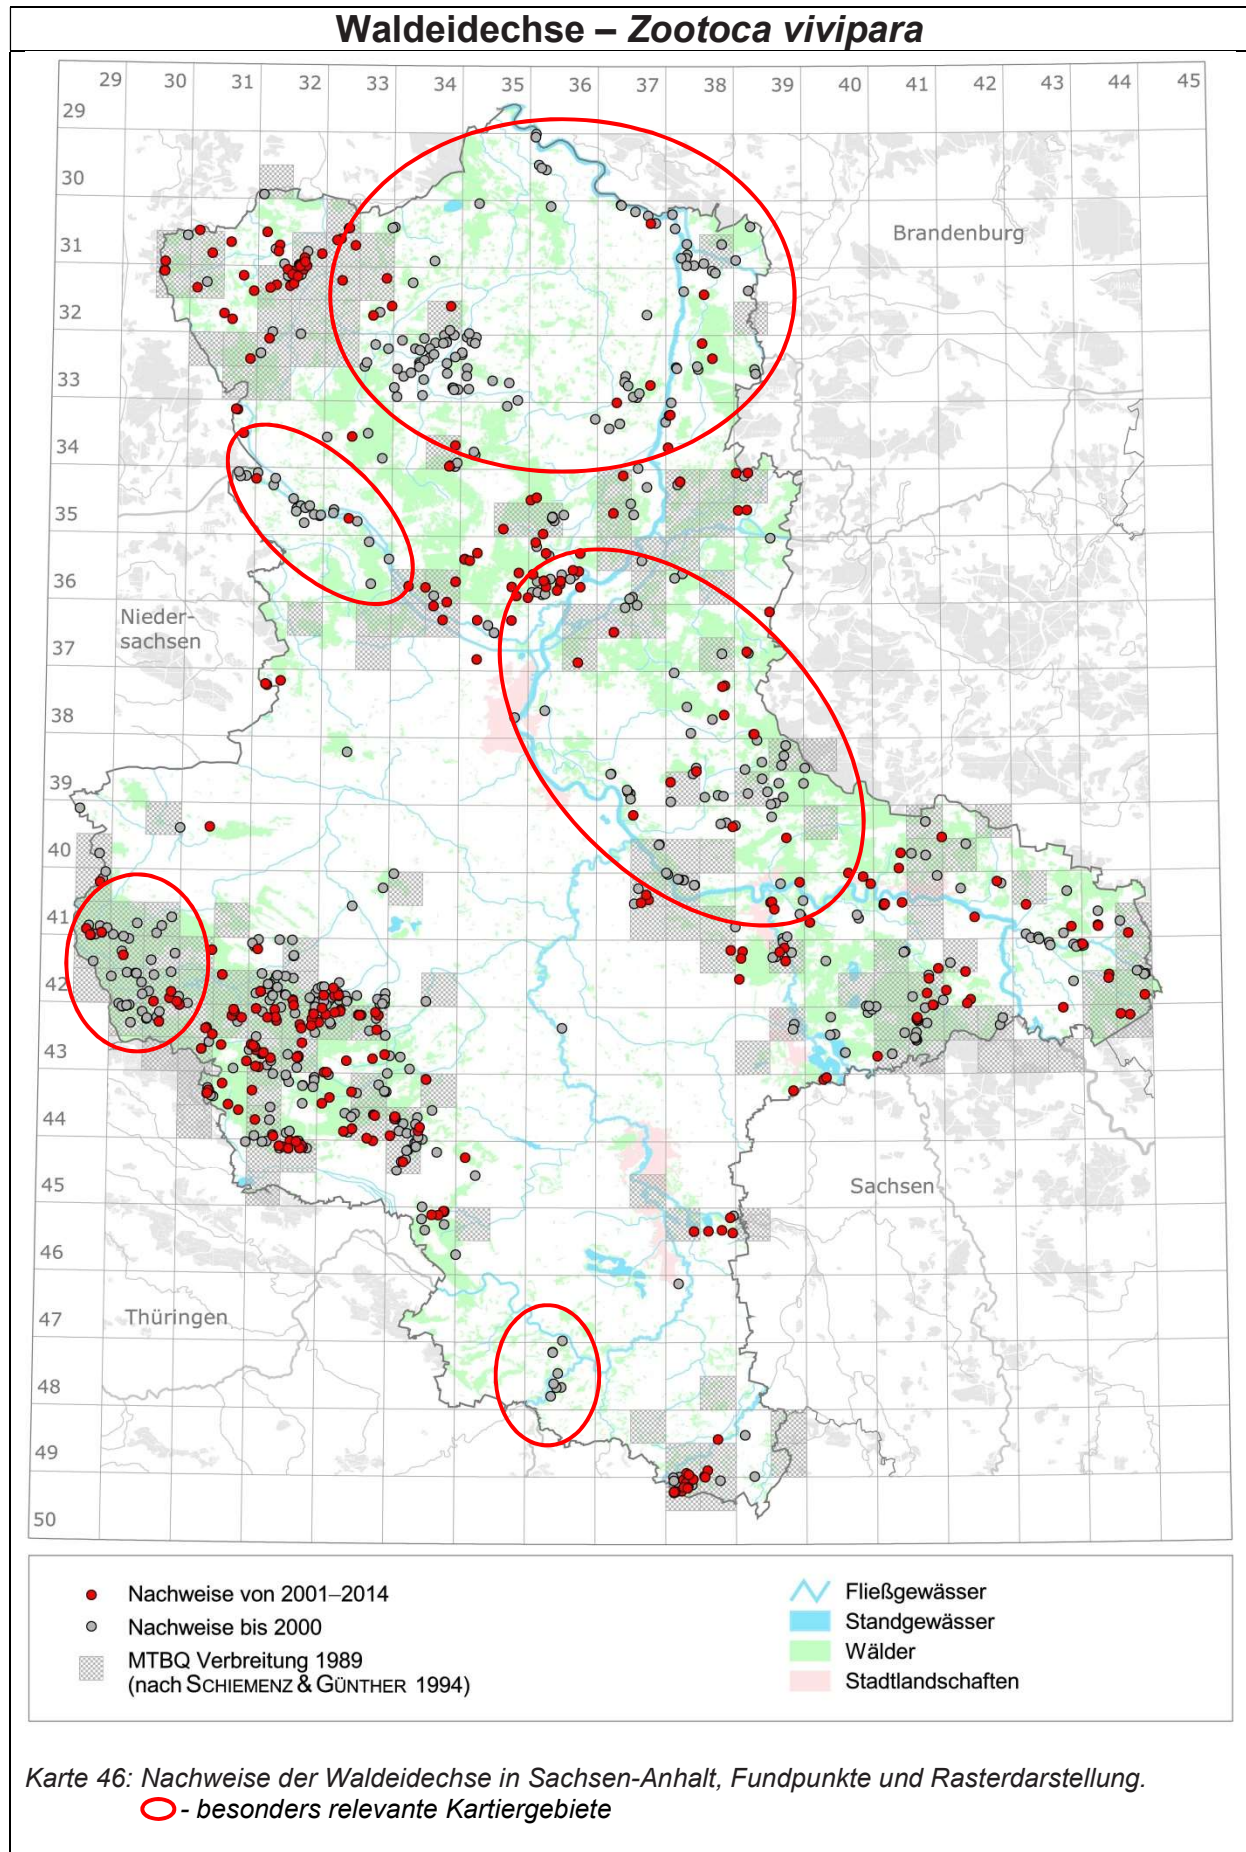 Waldeidechse – Zootoca vivipara
29 30 31 32 33 34 35 36 37 38 39 40 41 42 43 44 45
29
30
31
Brandenburg
32
33
34
35
36
Nieder-
sachsen
37
38
39
40
41
42
43
44
45
Sachsen
46
47
Thüringen
48
49
50
Nachweise von 2001–2014
Nachweise bis 2000
MTBQ Verbreitung 1989
(nach SCHIEMENZ & GÜNTHER 1994)
Fließgewässer
Standgewässer
Wälder
Stadtlandschaften
Karte 46: Nachweise der Waldeidechse in Sachsen-Anhalt, Fundpunkte und Rasterdarstellung.
- besonders relevante Kartiergebiete